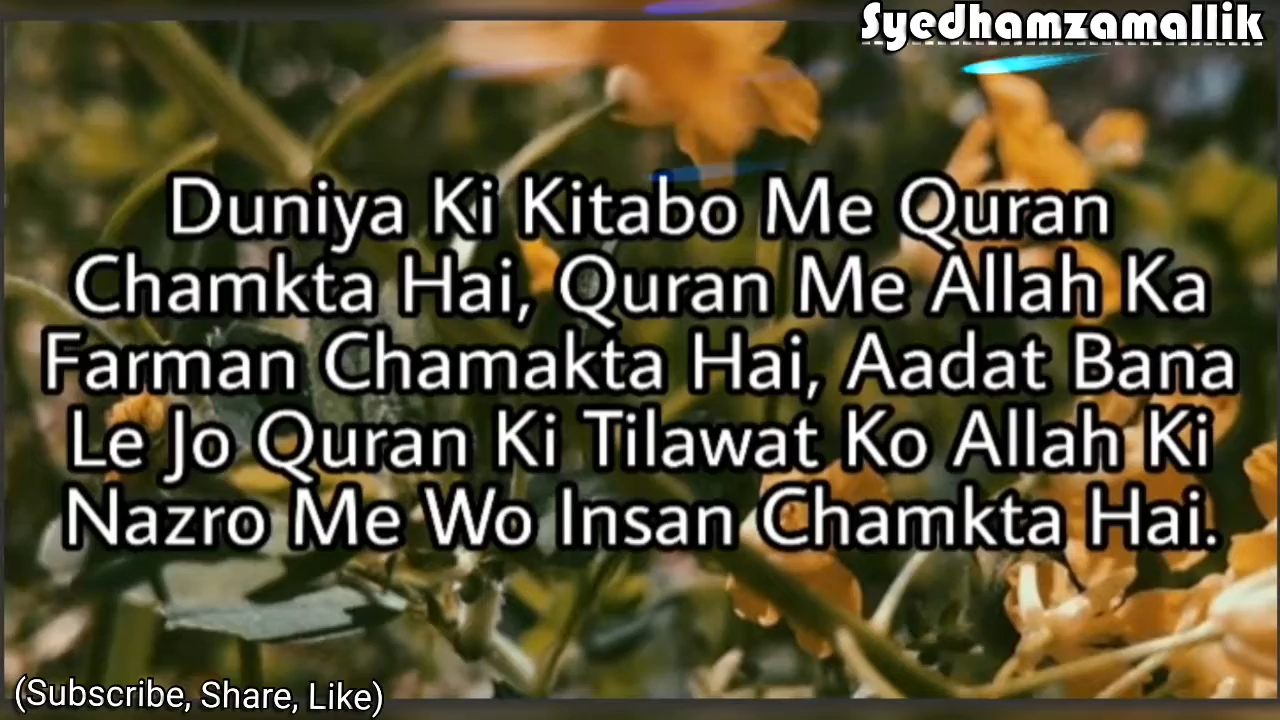 Syedhamzamallik
Duniya Ki Kitabo Me Quran
Chamkta Hai, Quran Me Allah Ka
Farman Chamakta Hai, Aadat Bana
Le Jo Quran Ki Tilawat Ko Allah Ki
Nazro Me Wo Insan Chamkta Hai.
(Subscribe, Share, Like)